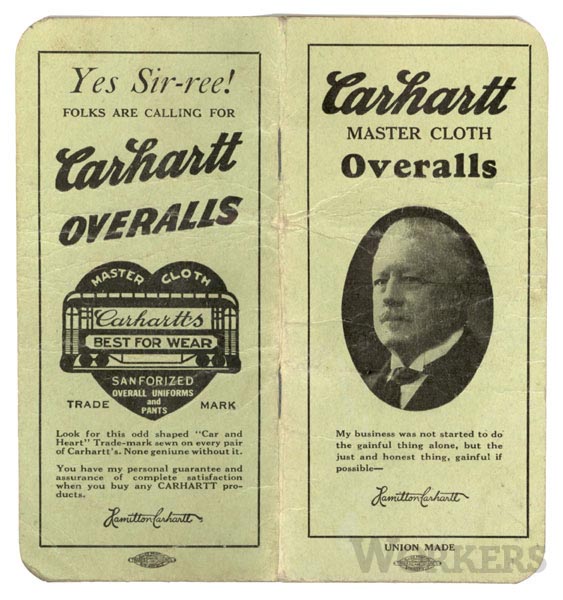 Yes Sir-ree!
FOLKS ARE CALLING FOR
Carhartt
OVERALLS
MASTER CLOTH
Carhartt's
BEST FOR WEAR
SANFORIZED
OVERALL UNIFORMS
and
PANTS
TRADE MARK
Look for this odd shaped "Car and
Heart" Trade-mark sewn on every pair
of Carhartt's. None geniune without it.
You have my personal guarantee and
assurance of complete satisfaction
when you buy any CARHARTT pro-
ducts.
Hamilton Carhartt
Carhartt
MASTER CLOTH
Overalls
My business was not started to do
the gainful thing alone, but the
just and honest thing, gainful if
possible—
Hamilton Carhartt
UNION MADE
WORKERS